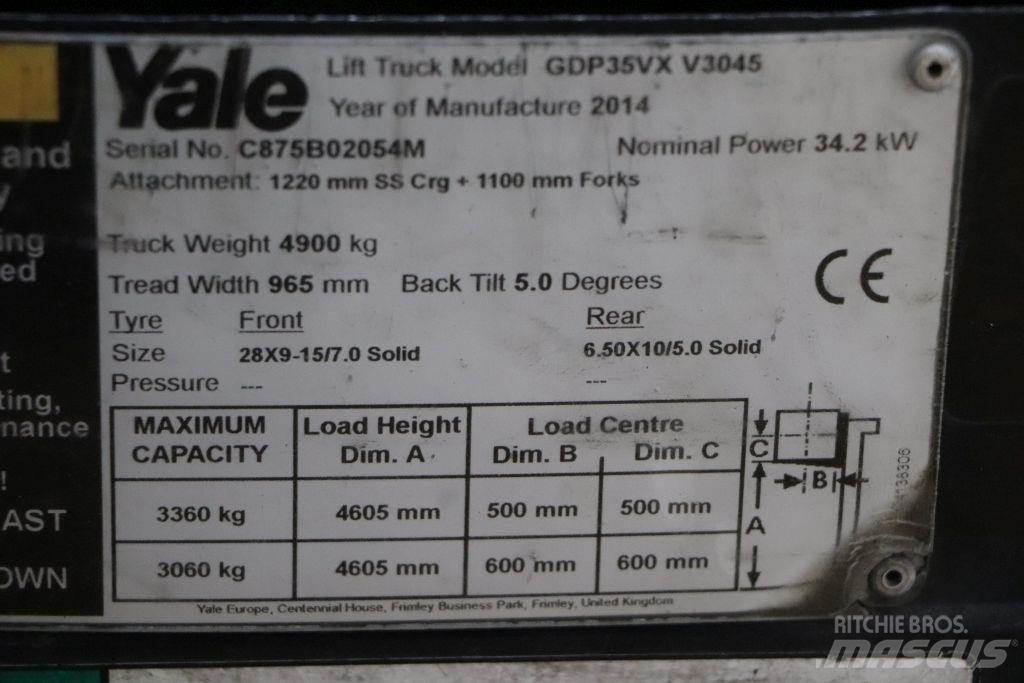 Yale
Lift Truck Model GDP35VX V3045
Year of Manufacture 2014
Serial No. C875B02054M Nominal Power 34.2 kW
Attachment: 1220 mm SS Crg + 1100 mm Forks
Truck Weight 4900 kg
Tread Width 965 mm Back Tilt 5.0 Degrees
CE
Tyre Front Rear
Size 28X9-15/7.0 Solid 6.50X10/5.0 Solid
Pressure --- ---
MAXIMUM CAPACITY Load Height Dim. A Load Centre Dim. B Dim. C
3360 kg 4605 mm 500 mm 500 mm
3060 kg 4605 mm 600 mm 600 mm
C
B
A
Yale Europe, Centennial House, Frimley Business Park, Frimley, United Kingdom
and
y
ing
ed
t
ting,
nance
!
AST
OWN
RITCHIE BROS.
MASCUS